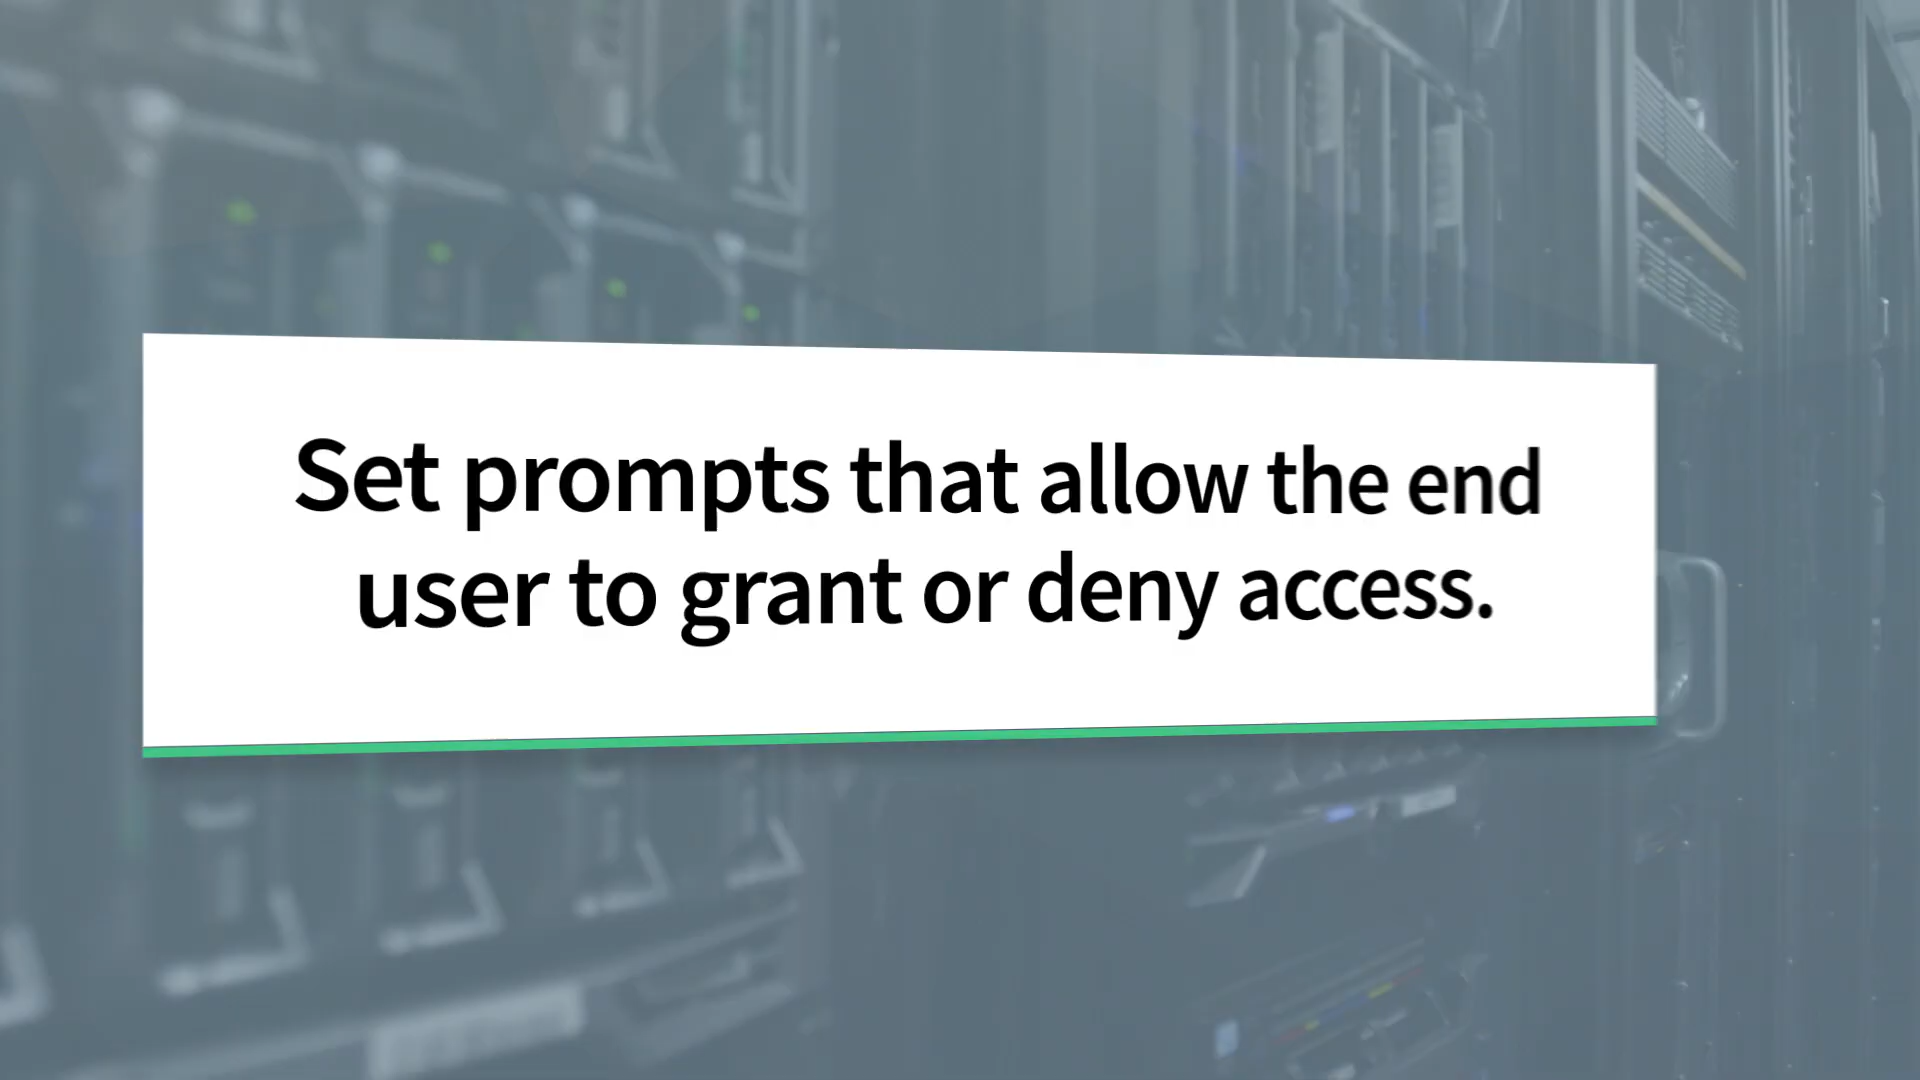 Set prompts that allow the end
user to grant or deny access.